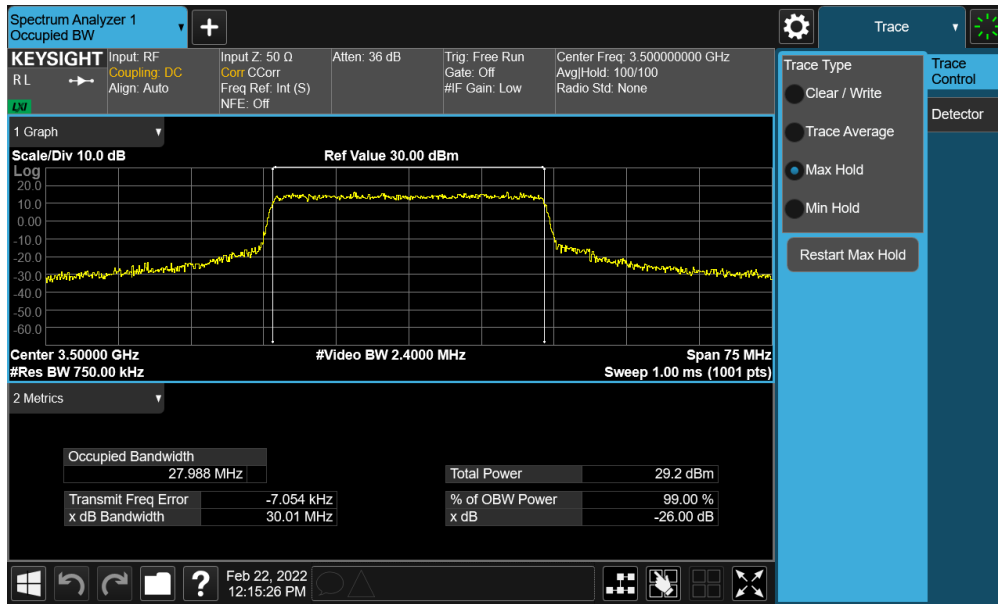 Spectrum Analyzer 1
Occupied BW
+
Trace
KEYSIGHT
R L
LXI
Input: RF
Coupling: DC
Align: Auto
Input Z: 50 Ω
Corr CCorr
Freq Ref: Int (S)
NFE: Off
Atten: 36 dB
Trig: Free Run
Gate: Off
#IF Gain: Low
Center Freq: 3.500000000 GHz
Avg|Hold: 100/100
Radio Std: None
Trace Type
Clear / Write
Trace Average
Max Hold
Min Hold
Restart Max Hold
Trace
Control
Detector
1 Graph
Scale/Div 10.0 dB
Ref Value 30.00 dBm
Log
20.0
10.0
0.00
-10.0
-20.0
-30.0
-40.0
-50.0
-60.0
Center 3.50000 GHz
#Video BW 2.4000 MHz
Span 75 MHz
#Res BW 750.00 kHz
Sweep 1.00 ms (1001 pts)
2 Metrics
Occupied Bandwidth
27.988 MHz
Total Power 29.2 dBm
Transmit Freq Error -7.054 kHz
% of OBW Power 99.00 %
x dB Bandwidth 30.01 MHz
x dB -26.00 dB
?
Feb 22, 2022
12:15:26 PM